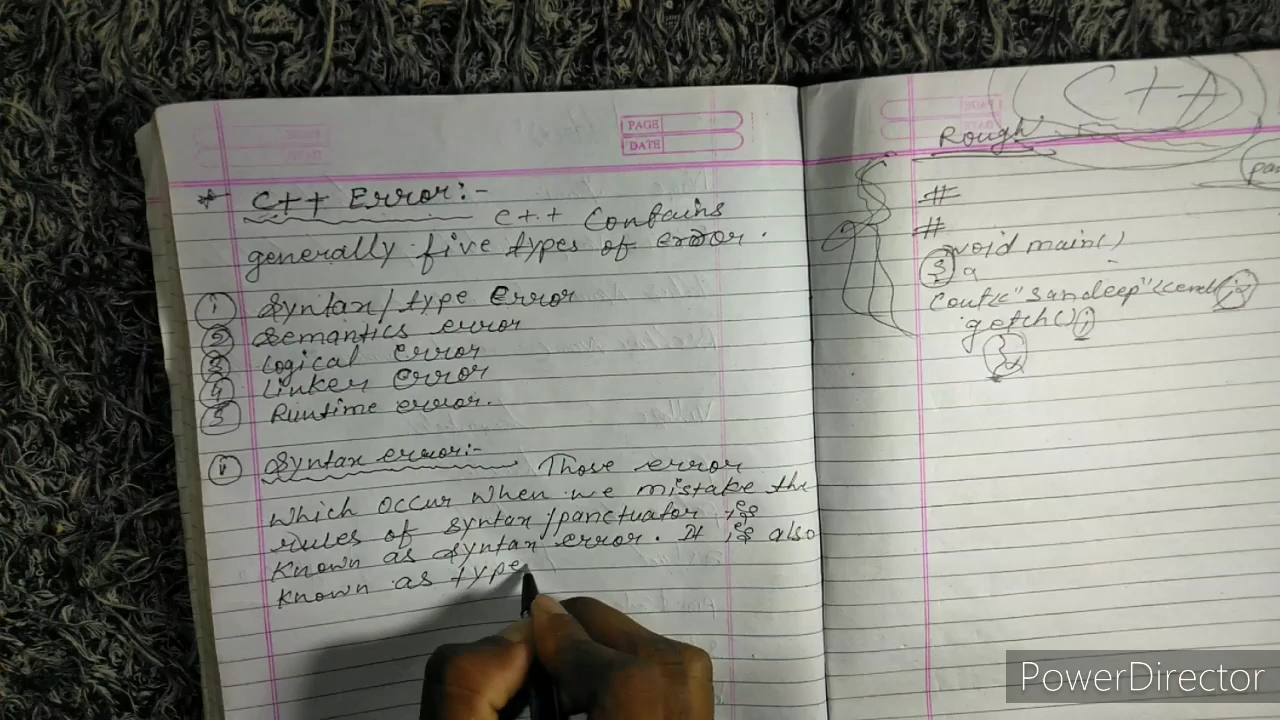 PAGE
DATE
* C++ Error:-
C++ Contains
generally five types of error.
1 Syntax/type Error
2 Semantics error
3 Logical error
4 Linker error
5 Runtime error.
1 Syntax error:- Those error
which occur when we mistake the
rules of syntax/panctuator is
known as syntax error. It is also
known as type
C++
Rough
#
#
void main()
{
Cout<<"Sandeep"<<endl;
getch();
}
PowerDirector